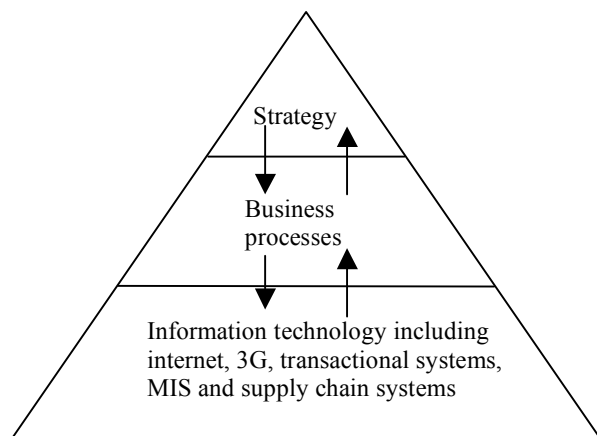 Strategy
Business
processes
Information technology including
internet, 3G, transactional systems,
MIS and supply chain systems